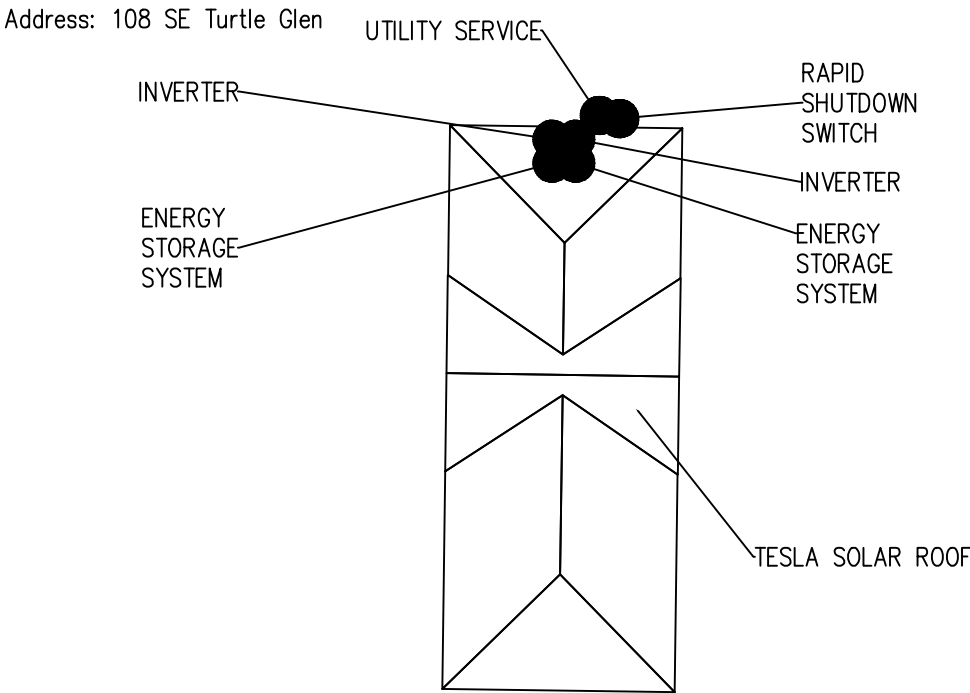 Address: 108 SE Turtle Glen
UTILITY SERVICE
INVERTER
RAPID
SHUTDOWN
SWITCH
INVERTER
ENERGY
STORAGE
SYSTEM
ENERGY
STORAGE
SYSTEM
TESLA SOLAR ROOF